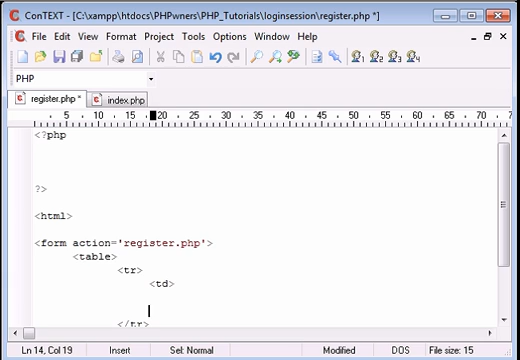 ConTEXT - [C:\xampp\htdocs\PHPwners\PHP_Tutorials\loginsession\register.php *]
File Edit View Format Project Tools Options Window Help
PHP
register.php * index.php
5 10 15 20 25 30 35 40 45 50 55 60 65 70 75
<?php
?>
<html>
<form action='register.php'>
<table>
<tr>
<td>
</tr>
Ln 14, Col 19 Insert Sel: Normal Modified DOS File size: 15